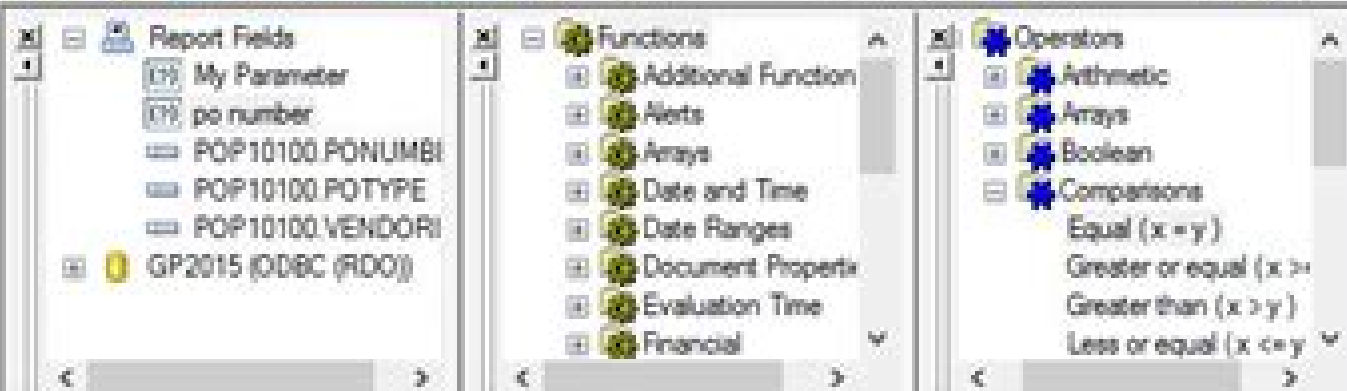 Report Fields
My Parameter
po number
POP10100.PONUMBI
POP10100.POTYPE
POP10100.VENDORI
GP2015 (ODBC (RDO))
Functions
Additional Function
Alerts
Arrays
Date and Time
Date Ranges
Document Properti
Evaluation Time
Financial
Operators
Arithmetic
Arrays
Boolean
Comparisons
Equal (x = y)
Greater or equal (x >
Greater than (x > y)
Less or equal (x <= y